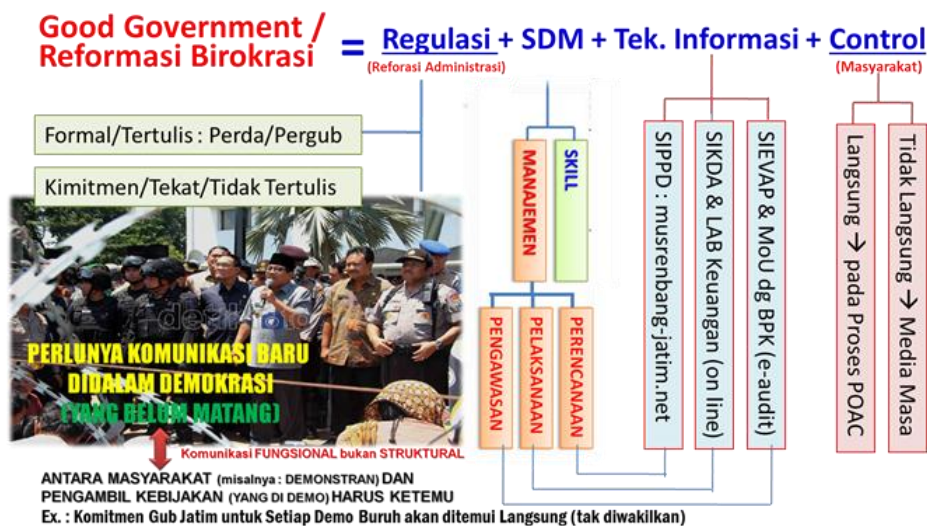 Good Government /
Reformasi Birokrasi
= Regulasi + SDM + Tek. Informasi + Control
(Reforasi Administrasi)
(Masyarakat)
Formal/Tertulis : Perda/Pergub
Kimitmen/Tekat/Tidak Tertulis
MANAJEMEN
SKILL
PENGAWASAN
PELAKSANAAN
PERENCANAAN
SIPPD : musrenbang-jatim.net
SIKDA & LAB Keuangan (on line)
SIEVAP & MoU dg BPK (e-audit)
Langsung → pada Proses POAC
Tidak Langsung → Media Masa
PERLUNYA KOMUNIKASI BARU
DIDALAM DEMOKRASI
(YANG BELUM MATANG)
Komunikasi FUNGSIONAL bukan STRUKTURAL
ANTARA MASYARAKAT (misalnya : DEMONSTRAN) DAN
PENGAMBIL KEBIJAKAN (YANG DI DEMO) HARUS KETEMU
Ex. : Komitmen Gub Jatim untuk Setiap Demo Buruh akan ditemui Langsung (tak diwakilkan)